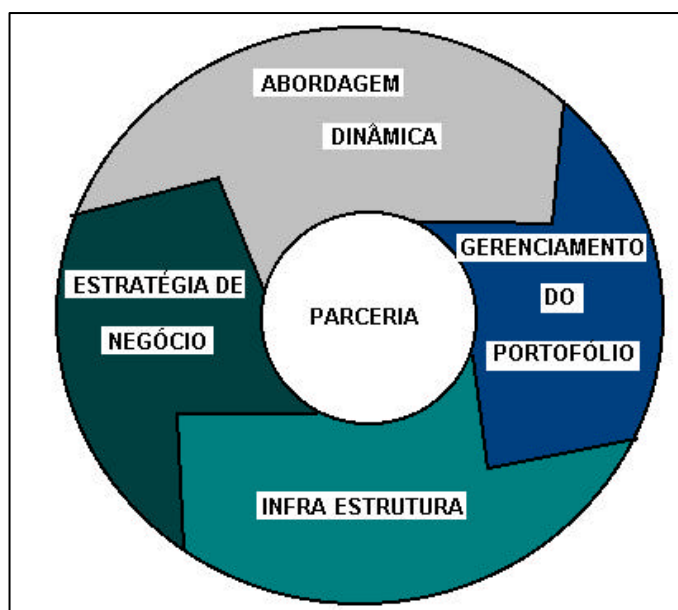 ABORDAGEM
DINÂMICA
GERENCIAMENTO
DO
PORTOFÓLIO
ESTRATÉGIA DE
NEGÓCIO
PARCERIA
INFRA ESTRUTURA